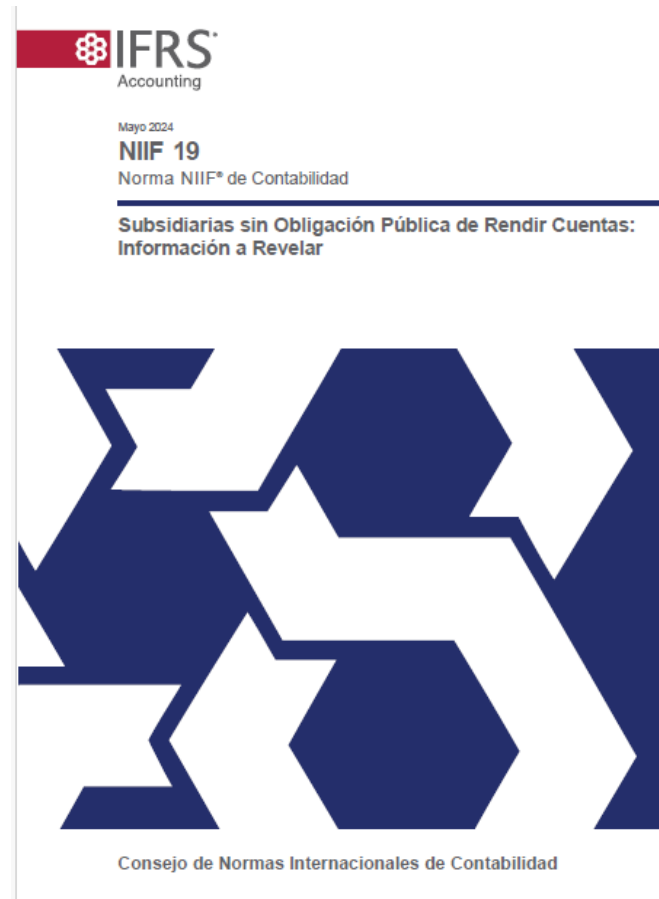 IFRS
Accounting
Mayo 2024
NIIF 19
Norma NIIF® de Contabilidad
Subsidiarias sin Obligación Pública de Rendir Cuentas:
Información a Revelar
Consejo de Normas Internacionales de Contabilidad